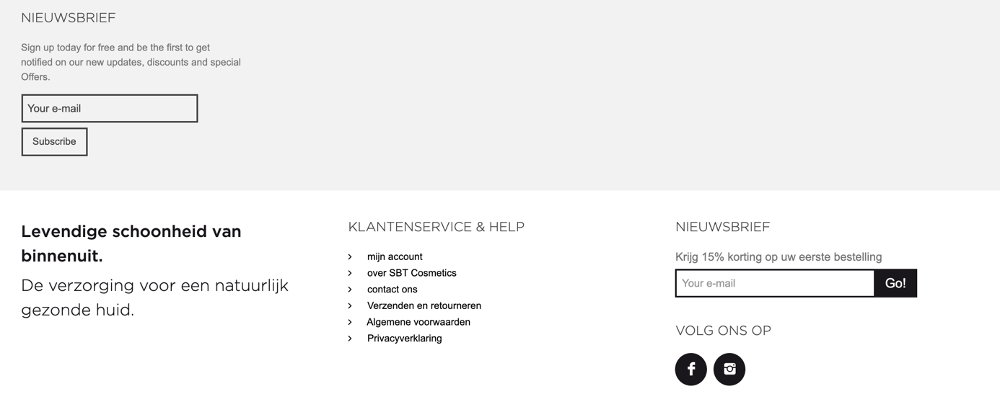 NIEUWSBRIEF
Sign up today for free and be the first to get
notified on our new updates, discounts and special
Offers.
Your e-mail
Subscribe
Levendige schoonheid van
binnenuit.
De verzorging voor een natuurlijk
gezonde huid.
KLANTENSERVICE & HELP
mijn account
over SBT Cosmetics
contact ons
Verzenden en retourneren
Algemene voorwaarden
Privacyverklaring
NIEUWSBRIEF
Krijg 15% korting op uw eerste bestelling
Your e-mail
Go!
VOLG ONS OP